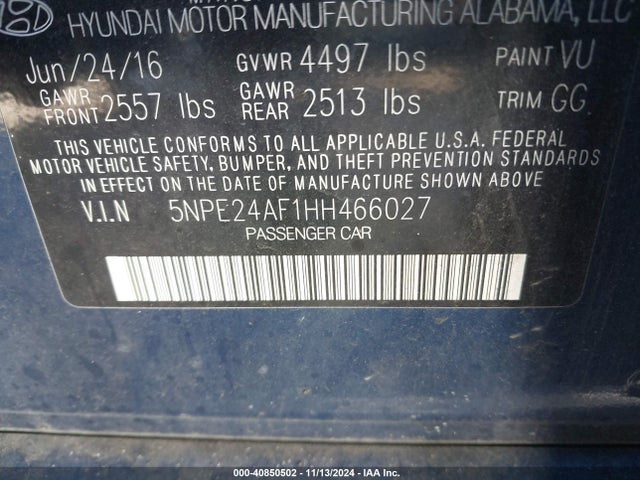 HYUNDAI MOTOR MANUFACTURING ALABAMA, LLC
Jun/24/16 GVWR 4497 lbs PAINT VU
GAWR FRONT 2557 lbs GAWR REAR 2513 lbs TRIM GG
THIS VEHICLE CONFORMS TO ALL APPLICABLE U.S.A. FEDERAL
MOTOR VEHICLE SAFETY, BUMPER, AND THEFT PREVENTION STANDARDS
IN EFFECT ON THE DATE OF MANUFACTURE SHOWN ABOVE
V.I.N 5NPE24AF1HH466027
PASSENGER CAR
000-40850502 - 11/13/2024 - IAA Inc.